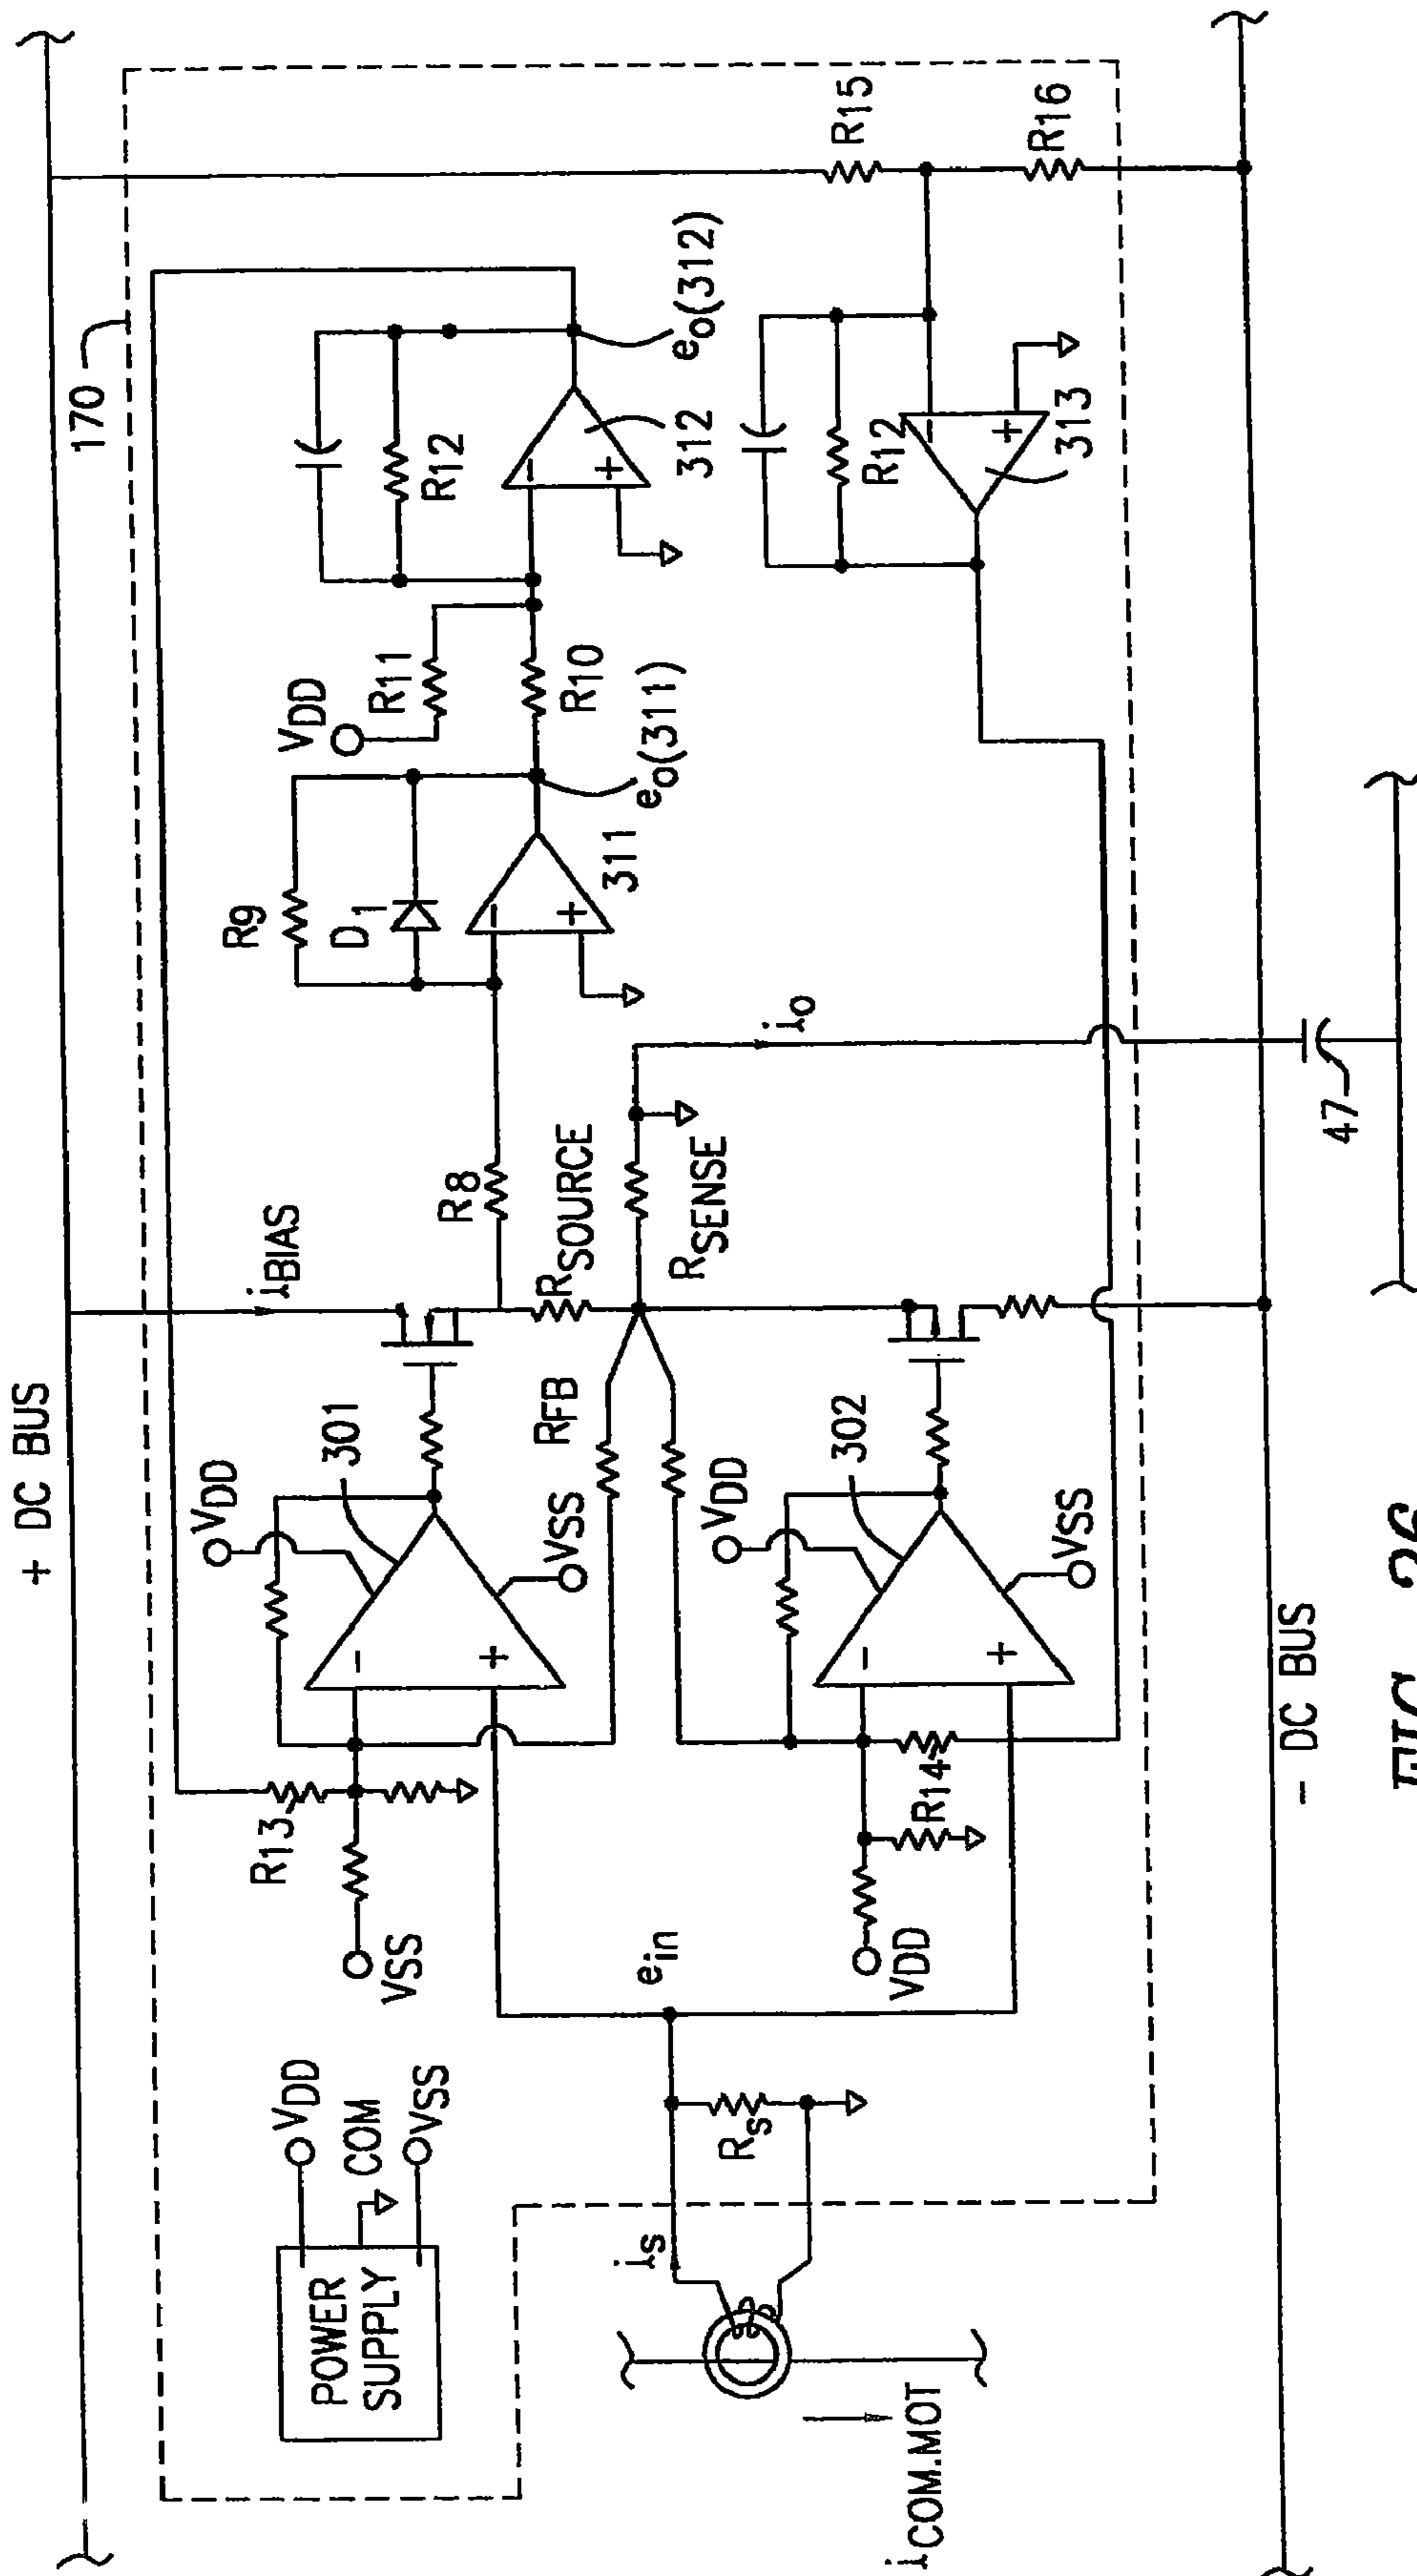 + DC BUS
170
POWER
SUPPLY
VDD
COM
VSS
R13
VSS
VDD
301
VSS
iBIAS
R8
R9
D1
311
eo(311)
VDD
R11
R10
R12
312
eo(312)
RFB
RSOURCE
RSENSE
io
iCOM.MOT
is
Rs
ein
VDD
R14
VDD
302
VSS
R12
313
R15
R16
47
- DC BUS
FIG. 26